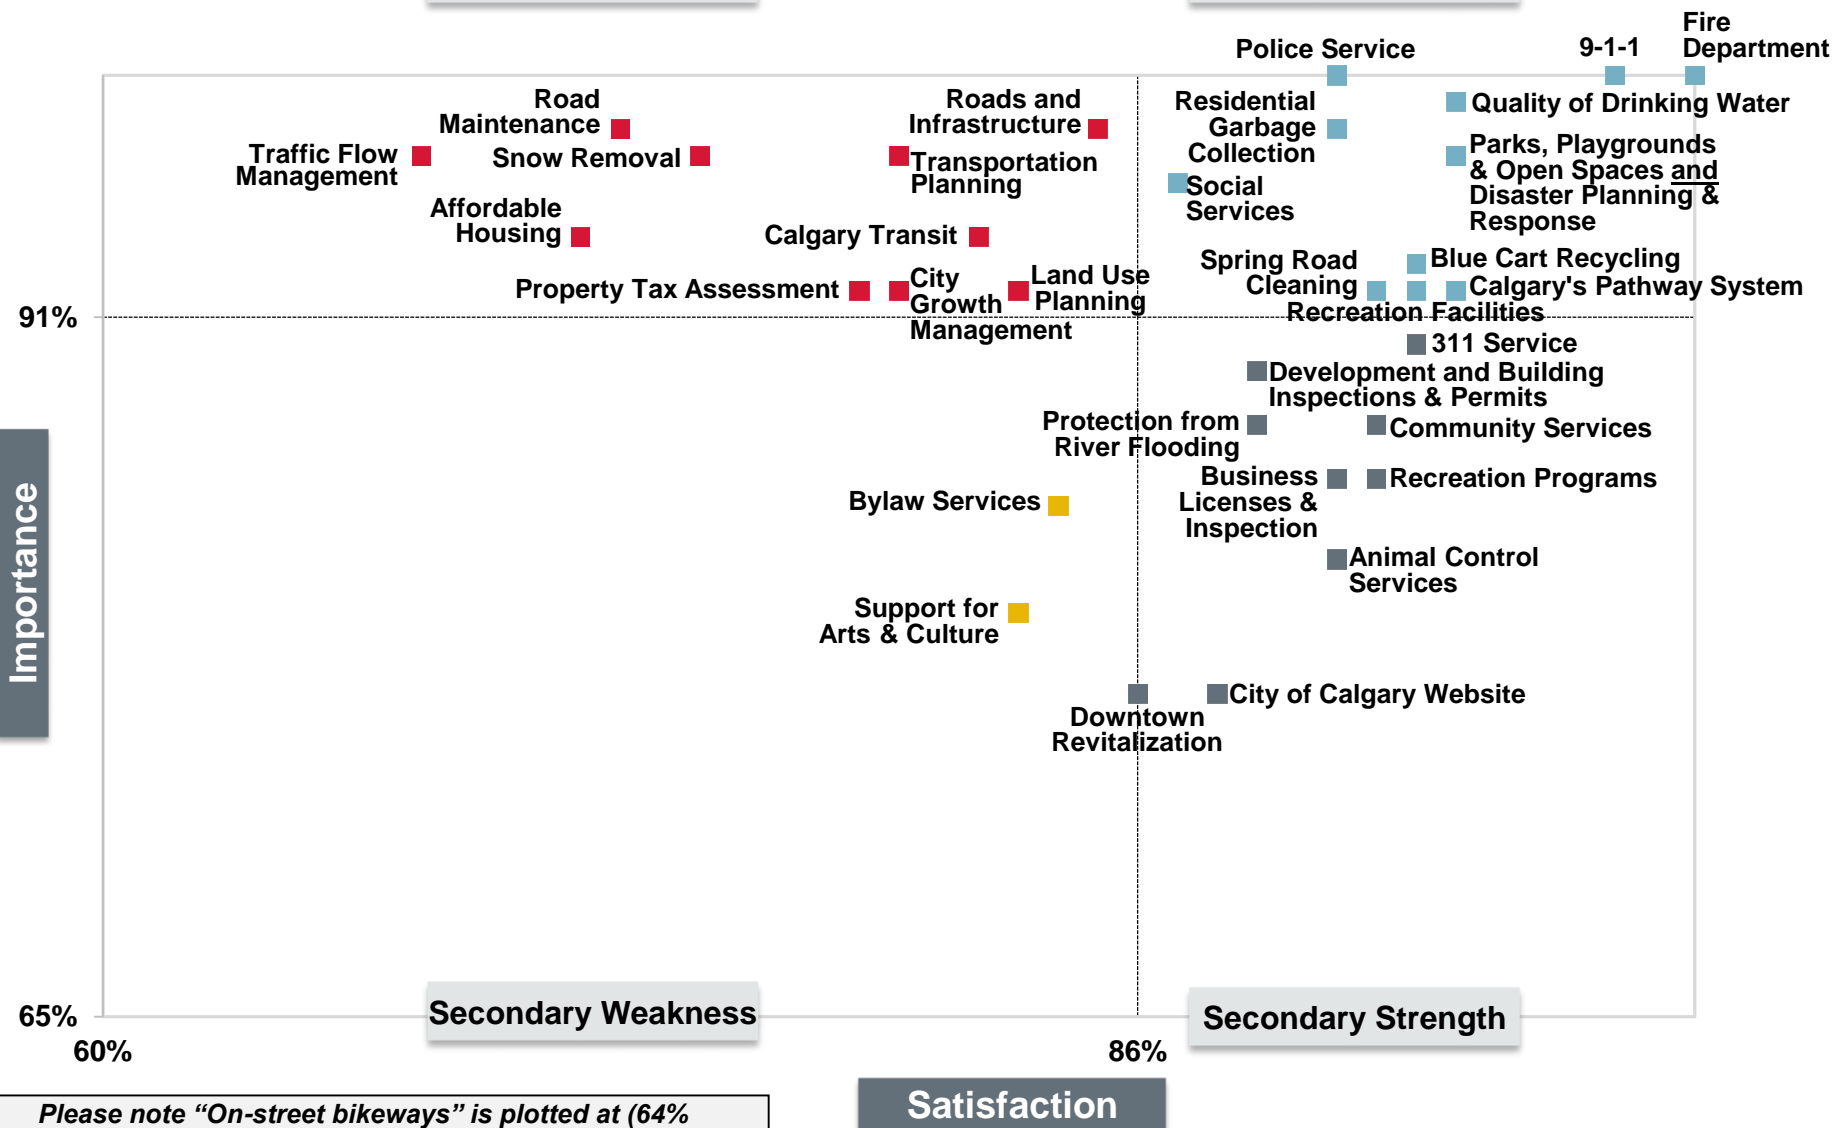 Fire
Department
9-1-1
Police Service
Quality of Drinking Water
Residential
Garbage
Collection
Road
Maintenance
Roads and
Infrastructure
Traffic Flow
Management
Snow Removal
Transportation
Planning
Parks, Playgrounds
& Open Spaces and
Disaster Planning &
Response
Social
Services
Affordable
Housing
Calgary Transit
Spring Road
Cleaning
Blue Cart Recycling
Property Tax Assessment
City
Growth
Management
Land Use
Planning
Calgary's Pathway System
Recreation Facilities
91%
311 Service
Development and Building
Inspections & Permits
Protection from
River Flooding
Community Services
Business
Licenses &
Inspection
Recreation Programs
Bylaw Services
Animal Control
Services
Importance
Support for
Arts & Culture
City of Calgary Website
Downtown
Revitalization
Secondary Weakness
Secondary Strength
65%
60%
86%
Satisfaction
Please note “On-street bikeways” is plotted at (64%